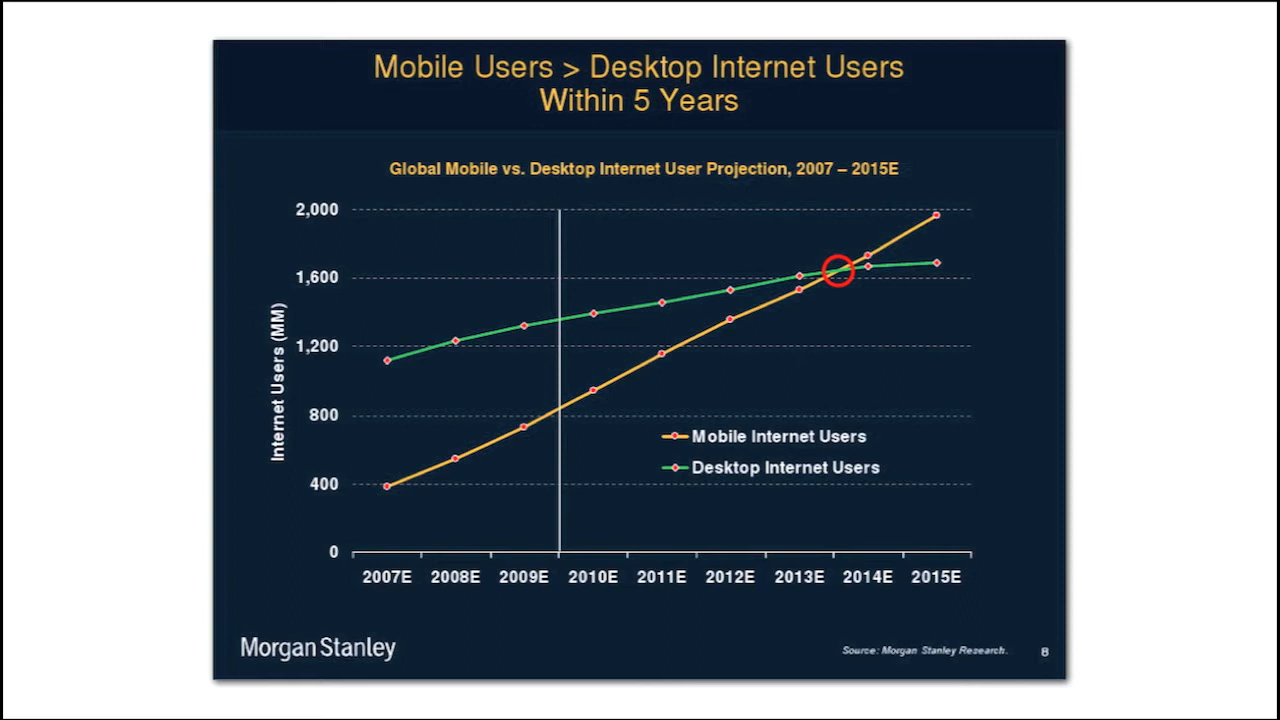 Mobile Users > Desktop Internet Users
Within 5 Years
Global Mobile vs. Desktop Internet User Projection, 2007 – 2015E
2,000
1,600
1,200
800
400
0
Internet Users (MM)
Mobile Internet Users
Desktop Internet Users
2007E 2008E 2009E 2010E 2011E 2012E 2013E 2014E 2015E
Morgan Stanley
Source: Morgan Stanley Research.
8